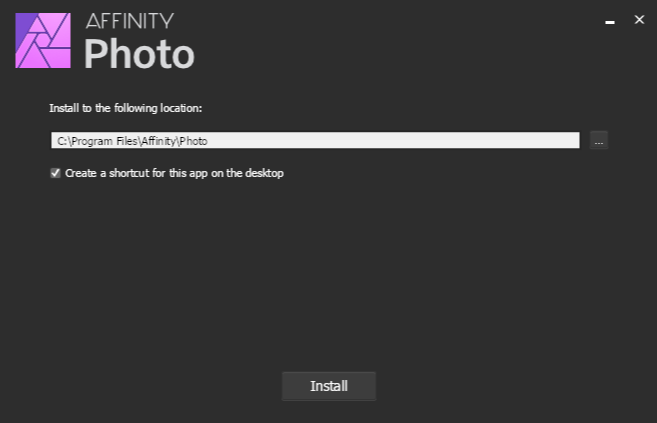 AFFINITY
Photo
Install to the following location:
C:\Program Files\Affinity\Photo
...
Create a shortcut for this app on the desktop
Install